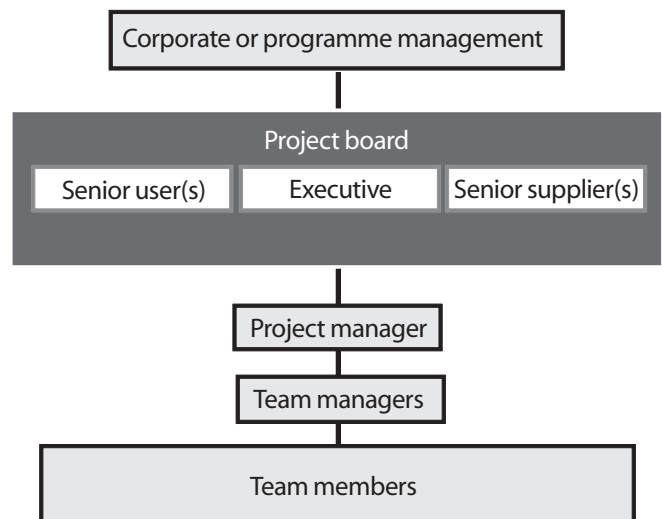 Corporate or programme management
Project board
Senior user(s)
Executive
Senior supplier(s)
Project manager
Team managers
Team members